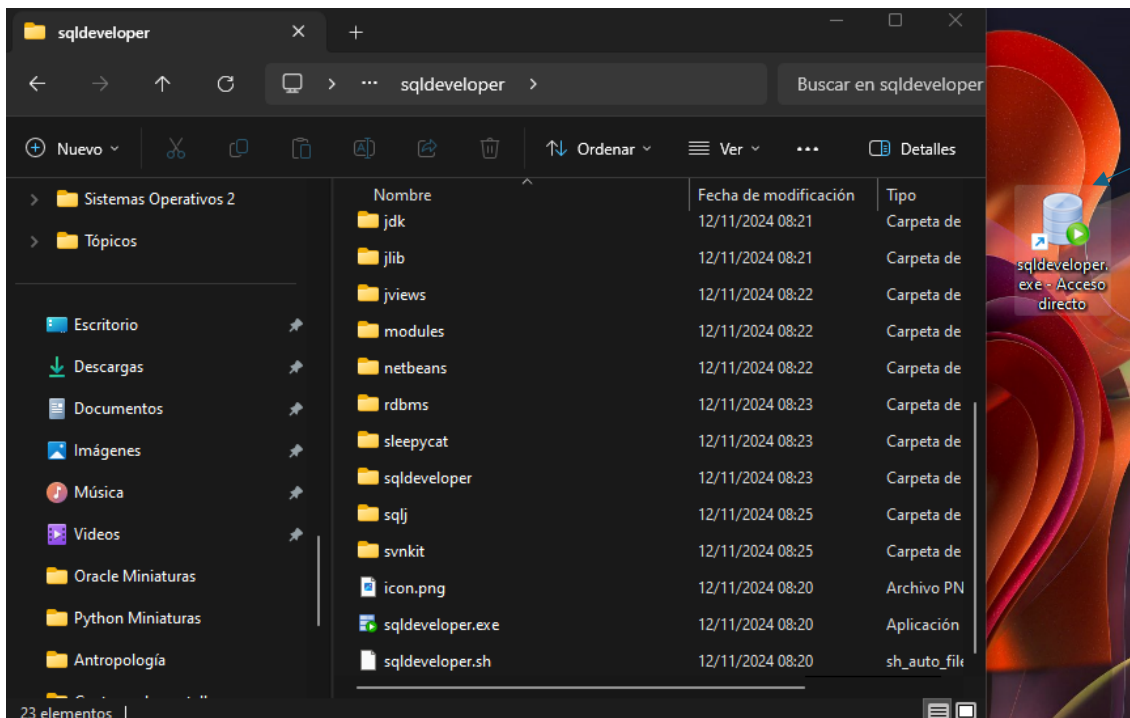 sqldeveloper
sqldeveloper
Buscar en sqldeveloper
Nuevo
Ordenar
Ver
Detalles
Sistemas Operativos 2
Tópicos
Escritorio
Descargas
Documentos
Imágenes
Música
Videos
Oracle Miniaturas
Python Miniaturas
Antropología
Nombre Fecha de modificación Tipo
jdk 12/11/2024 08:21 Carpeta de
jlib 12/11/2024 08:21 Carpeta de
jviews 12/11/2024 08:22 Carpeta de
modules 12/11/2024 08:22 Carpeta de
netbeans 12/11/2024 08:22 Carpeta de
rdbms 12/11/2024 08:23 Carpeta de
sleepycat 12/11/2024 08:23 Carpeta de
sqldeveloper 12/11/2024 08:23 Carpeta de
sqlj 12/11/2024 08:25 Carpeta de
svnkit 12/11/2024 08:25 Carpeta de
icon.png 12/11/2024 08:20 Archivo PN
sqldeveloper.exe 12/11/2024 08:20 Aplicación
sqldeveloper.sh 12/11/2024 08:20 sh_auto_file
23 elementos
sqldeveloper.
exe - Acceso
directo